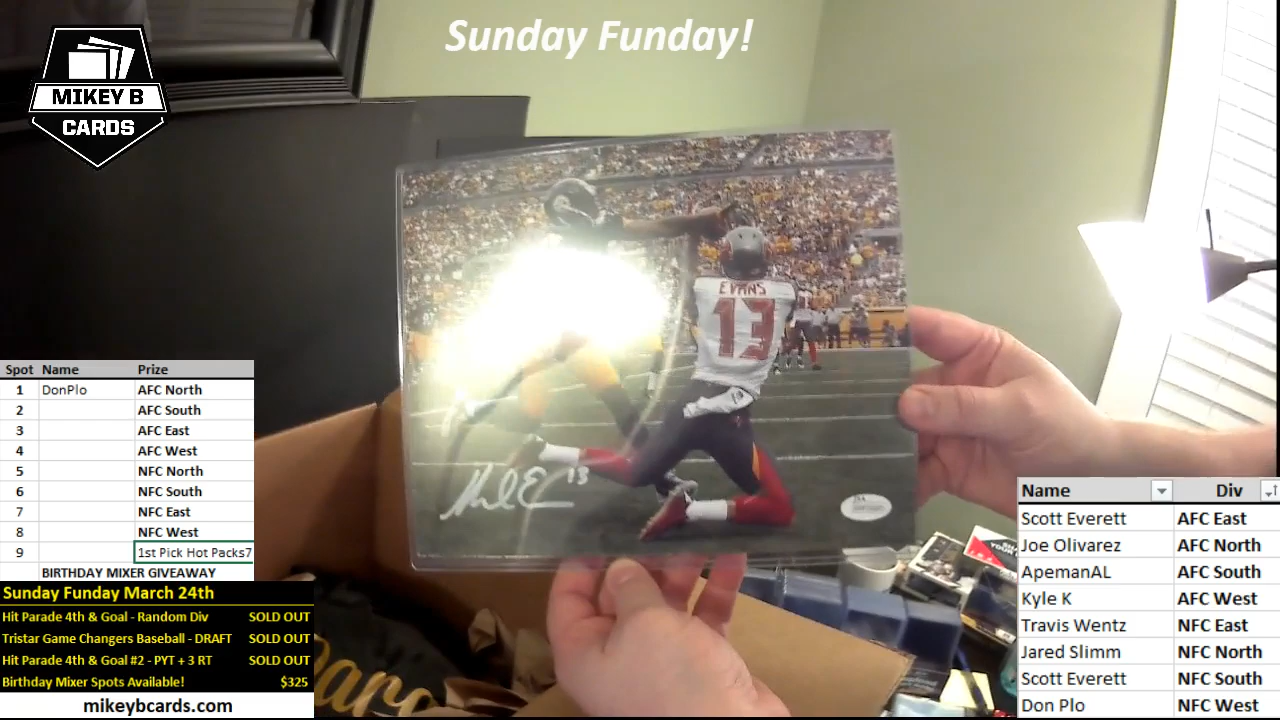 Sunday Funday!
MIKEY B
CARDS
EVANS
13
13
JSA
Spot Name Prize
1 DonPlo AFC North
2 AFC South
3 AFC East
4 AFC West
5 NFC North
6 NFC South
7 NFC East
8 NFC West
9 1st Pick Hot Packs7
BIRTHDAY MIXER GIVEAWAY
Sunday Funday March 24th
Hit Parade 4th & Goal - Random Div SOLD OUT
Tristar Game Changers Baseball - DRAFT SOLD OUT
Hit Parade 4th & Goal #2 - PYT + 3 RT SOLD OUT
Birthday Mixer Spots Available! $325
mikeybcards.com
Name Div
Scott Everett AFC East
Joe Olivarez AFC North
ApemanAL AFC South
Kyle K AFC West
Travis Wentz NFC East
Jared Slimm NFC North
Scott Everett NFC South
Don Plo NFC West